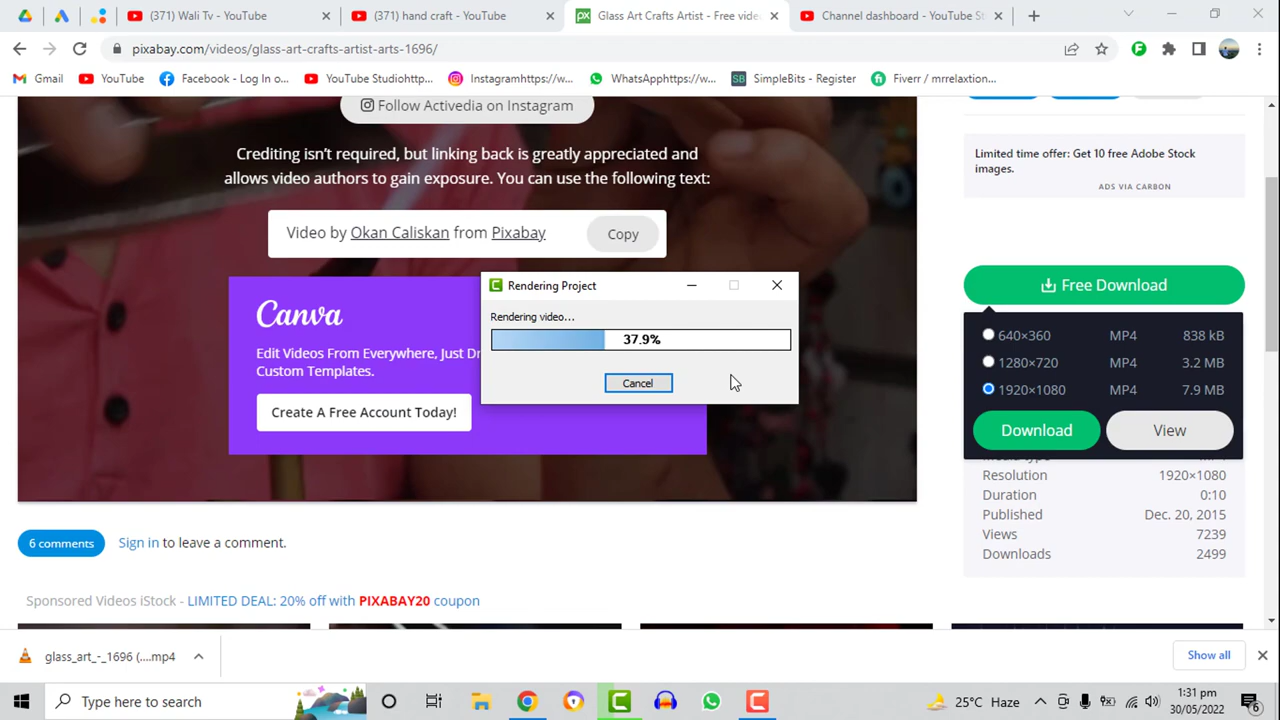 (371) Wali Tv - YouTube
(371) hand craft - YouTube
Glass Art Crafts Artist - Free vide
Channel dashboard - YouTube St
pixabay.com/videos/glass-art-crafts-artist-arts-1696/
Gmail
YouTube
Facebook - Log In o...
YouTube Studiohttp...
Instagramhttps://w...
WhatsApphttps://w...
SB SimpleBits - Register
Fiverr / mrrelaxtion...
Follow Activedia on Instagram
Crediting isn't required, but linking back is greatly appreciated and
allows video authors to gain exposure. You can use the following text:
Video by Okan Caliskan from Pixabay
Copy
Canva
Edit Videos From Everywhere, Just Dr
Custom Templates.
Create A Free Account Today!
Rendering Project
Rendering video...
37.9%
Cancel
Limited time offer: Get 10 free Adobe Stock
images.
ADS VIA CARBON
Free Download
640×360 MP4 838 kB
1280×720 MP4 3.2 MB
1920×1080 MP4 7.9 MB
Download
View
Resolution 1920×1080
Duration 0:10
Published Dec. 20, 2015
Views 7239
Downloads 2499
6 comments
Sign in to leave a comment.
Sponsored Videos iStock - LIMITED DEAL: 20% off with PIXABAY20 coupon
glass_art_-_1696 (....mp4
Show all
Type here to search
25°C Haze
1:31 pm
30/05/2022
6